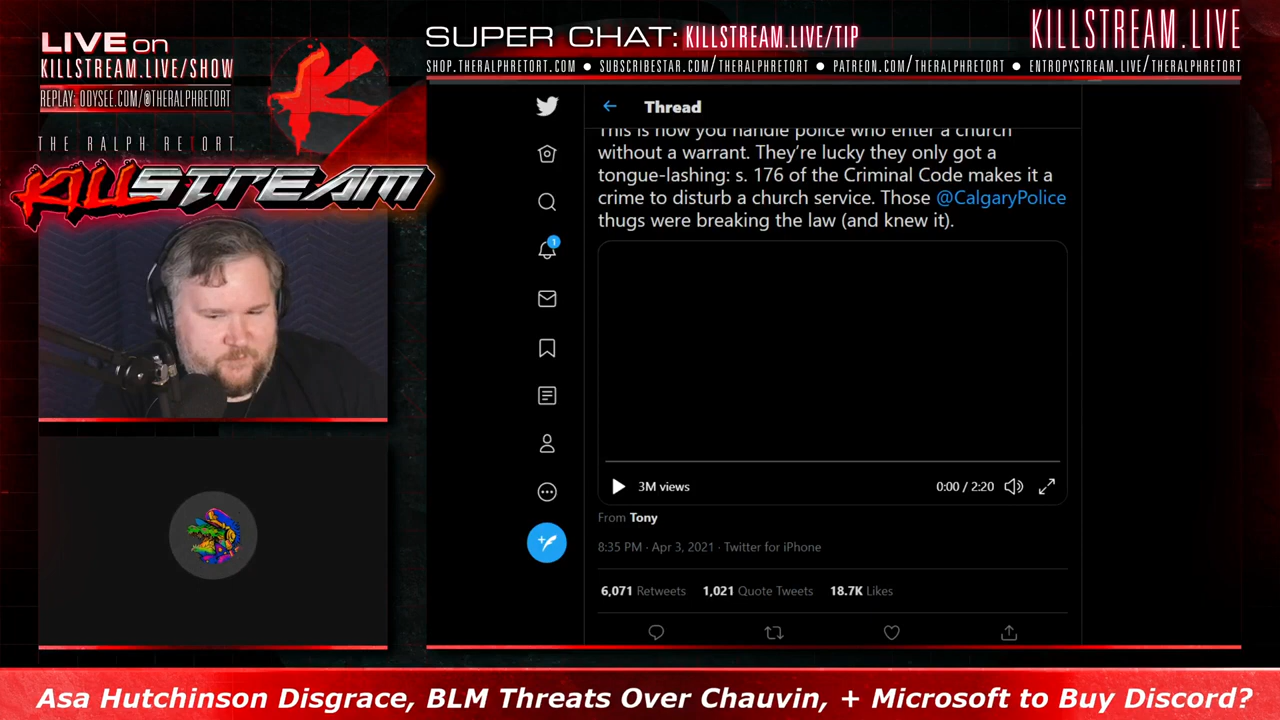 LIVE on
KILLSTREAM.LIVE/SHOW
REPLAY: ODYSEE.COM/@THERALPHRETORT
THE RALPH RETORT
KILLSTREAM
SUPER CHAT: KILLSTREAM.LIVE/TIP
KILLSTREAM.LIVE
SHOP.THERALPHRETORT.COM ● SUBSCRIBESTAR.COM/THERALPHRETORT ● PATREON.COM/THERALPHRETORT ● ENTROPYSTREAM.LIVE/THERALPHRETORT
Thread
This is how you handle police who enter a church
without a warrant. They're lucky they only got a
tongue-lashing: s. 176 of the Criminal Code makes it a
crime to disturb a church service. Those @CalgaryPolice
thugs were breaking the law (and knew it).
1
3M views
0:00 / 2:20
From Tony
8:35 PM · Apr 3, 2021 · Twitter for iPhone
6,071 Retweets 1,021 Quote Tweets 18.7K Likes
Asa Hutchinson Disgrace, BLM Threats Over Chauvin, + Microsoft to Buy Discord?